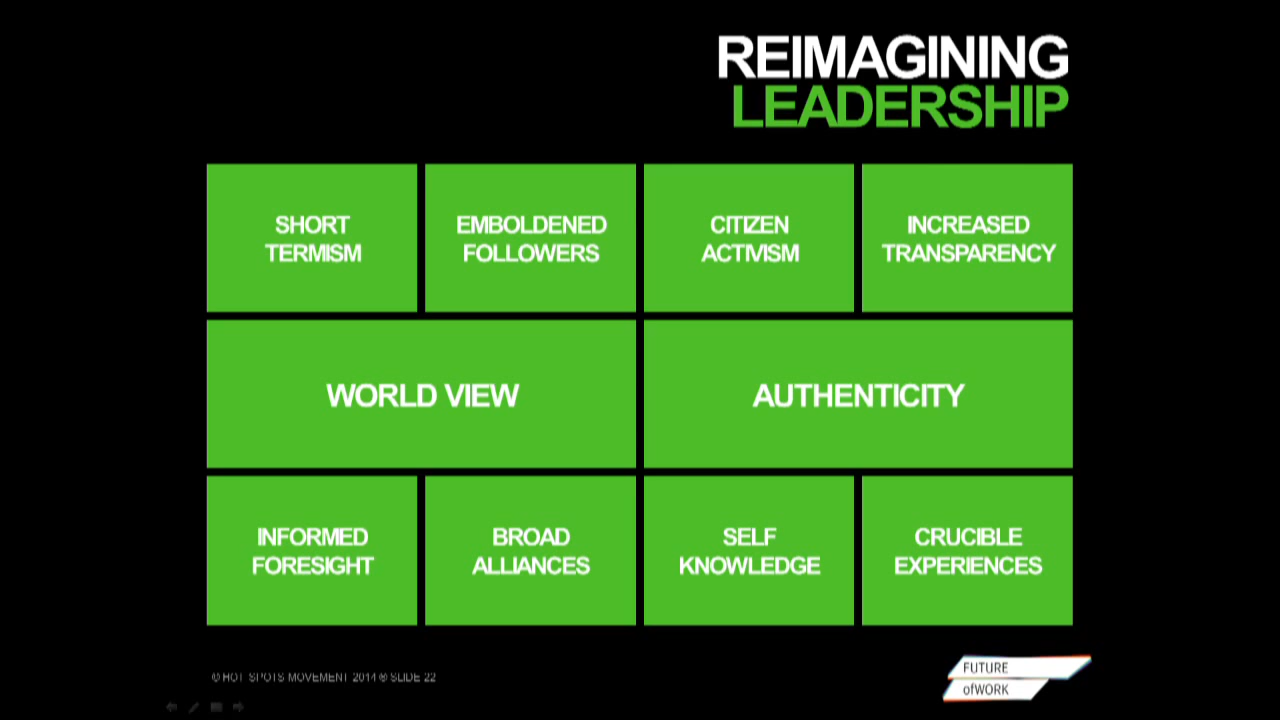 REIMAGINING
LEADERSHIP
SHORT
TERMISM
EMBOLDENED
FOLLOWERS
CITIZEN
ACTIVISM
INCREASED
TRANSPARENCY
WORLD VIEW
AUTHENTICITY
INFORMED
FORESIGHT
BROAD
ALLIANCES
SELF
KNOWLEDGE
CRUCIBLE
EXPERIENCES
© HOT SPOTS MOVEMENT 2014 ® SLIDE 22
FUTURE
ofWORK